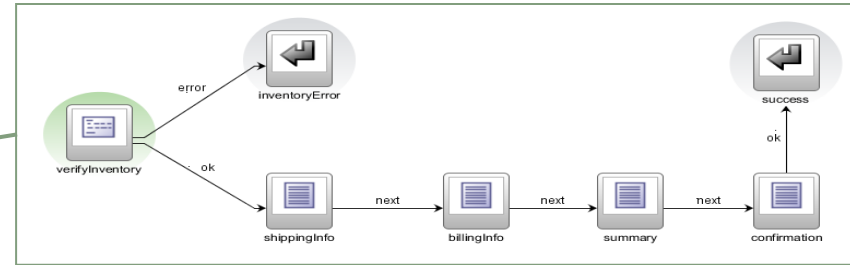 error
inventoryError
success
verifyInventory
ok
ok
shippingInfo
next
billingInfo
next
summary
next
confirmation